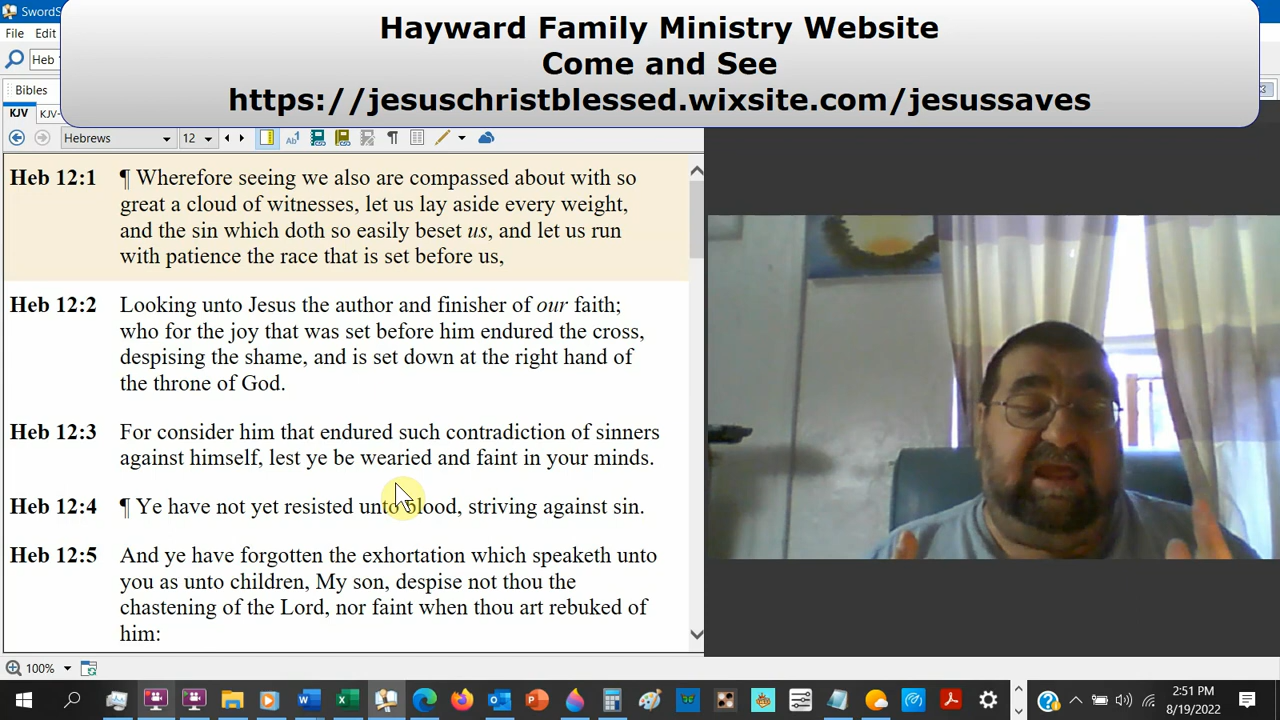 SwordS
Hayward Family Ministry Website
Come and See
https://jesuschristblessed.wixsite.com/jesussaves
File Edit
Heb
Bibles
KJV KJV-
Hebrews 12
Heb 12:1 ¶ Wherefore seeing we also are compassed about with so
great a cloud of witnesses, let us lay aside every weight,
and the sin which doth so easily beset us, and let us run
with patience the race that is set before us,
Heb 12:2 Looking unto Jesus the author and finisher of our faith;
who for the joy that was set before him endured the cross,
despising the shame, and is set down at the right hand of
the throne of God.
Heb 12:3 For consider him that endured such contradiction of sinners
against himself, lest ye be wearied and faint in your minds.
Heb 12:4 ¶ Ye have not yet resisted unto blood, striving against sin.
Heb 12:5 And ye have forgotten the exhortation which speaketh unto
you as unto children, My son, despise not thou the
chastening of the Lord, nor faint when thou art rebuked of
him:
100%
2:51 PM
8/19/2022